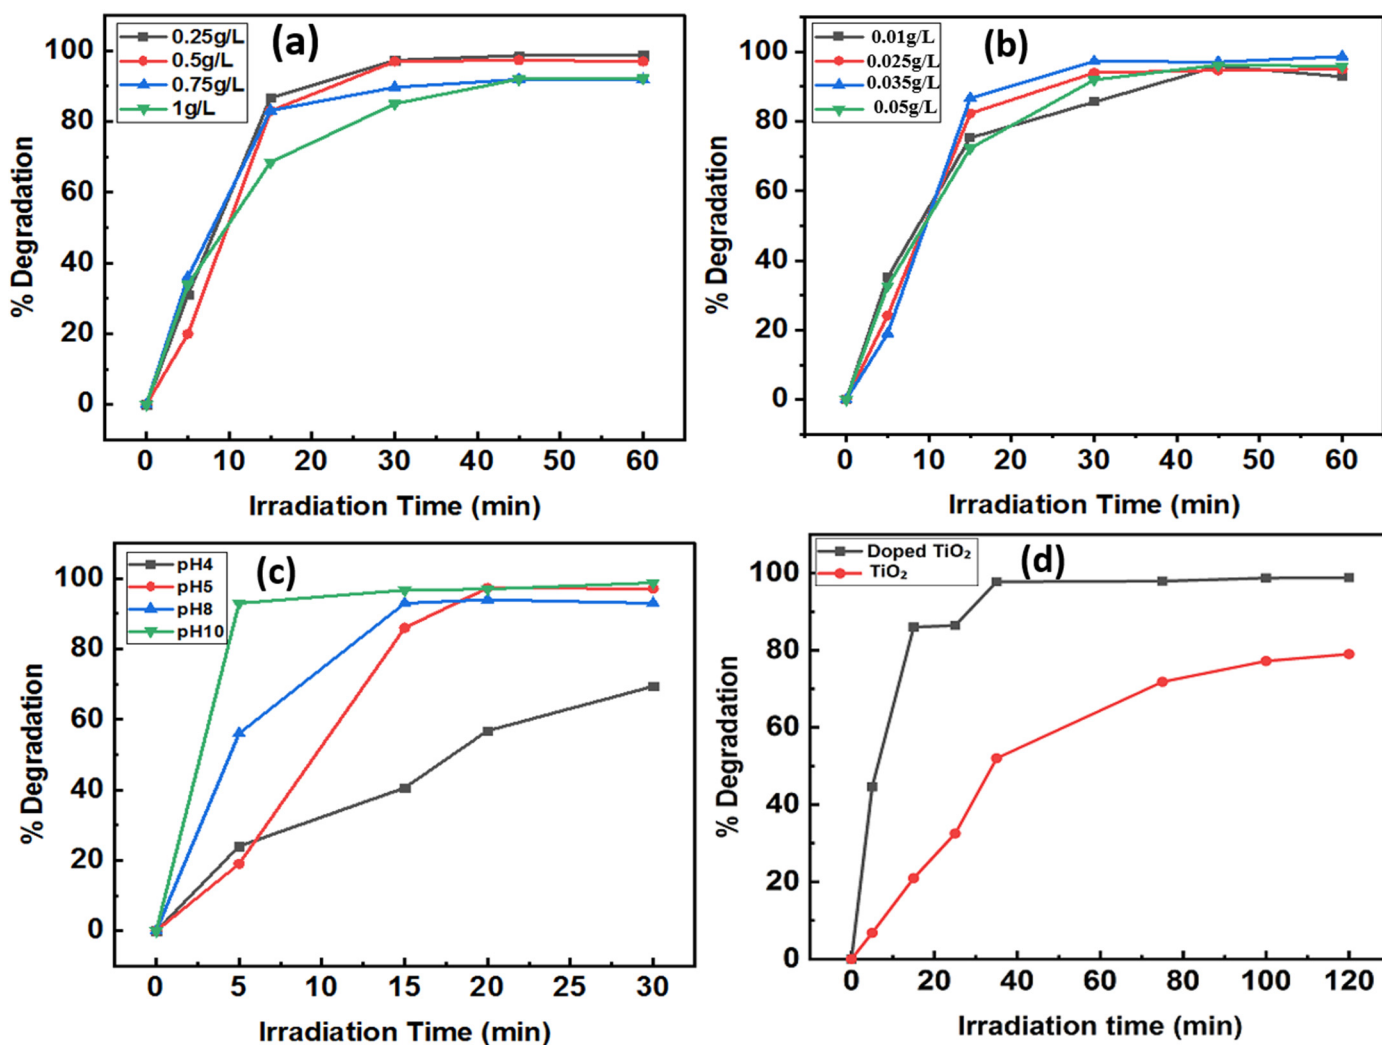 (a)
0.25g/L
0.5g/L
0.75g/L
1g/L
100
80
60
40
20
0
% Degradation
0 10 20 30 40 50 60
Irradiation Time (min)
(b)
0.01g/L
0.025g/L
0.035g/L
0.05g/L
100
80
60
40
20
0
% Degradation
0 10 20 30 40 50 60
Irradiation Time (min)
(c)
pH4
pH5
pH8
pH10
100
80
60
40
20
0
% Degradation
0 5 10 15 20 25 30
Irradiation Time (min)
(d)
Doped TiO₂
TiO₂
100
80
60
40
20
0
% Degradation
0 20 40 60 80 100 120
Irradiation time (min)